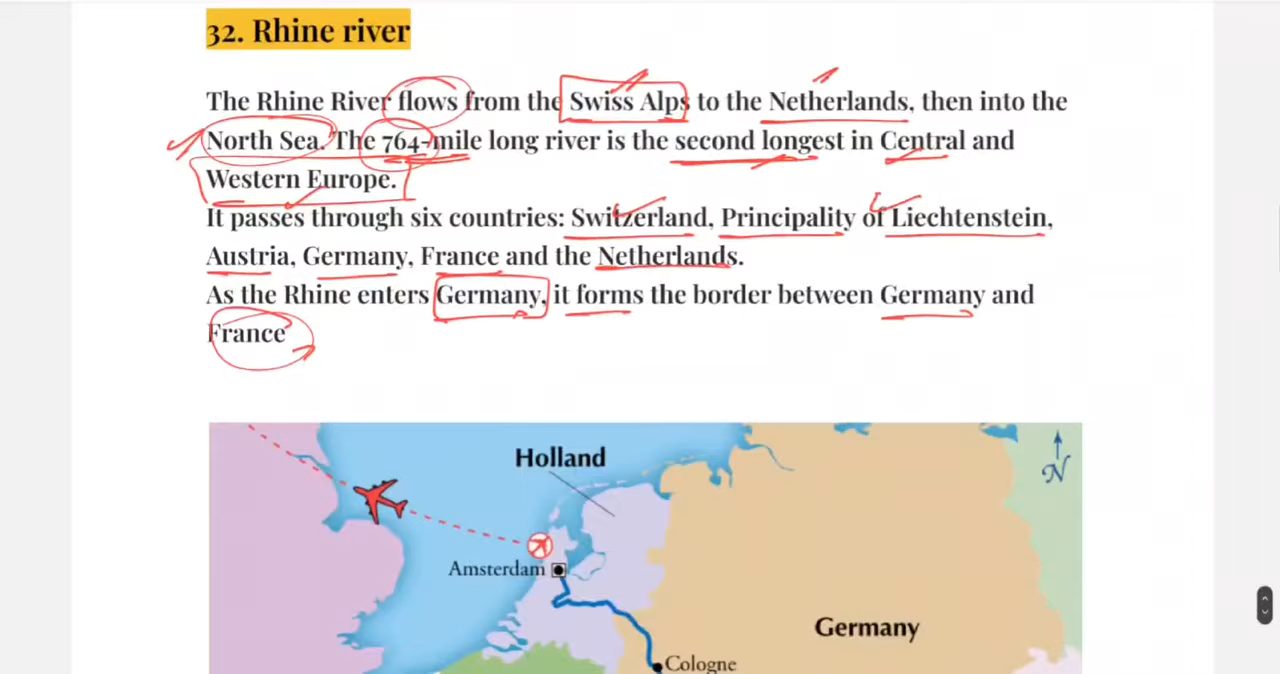 32. Rhine river
The Rhine River flows from the Swiss Alps to the Netherlands, then into the
North Sea. The 764-mile long river is the second longest in Central and
Western Europe.
It passes through six countries: Switzerland, Principality of Liechtenstein,
Austria, Germany, France and the Netherlands.
As the Rhine enters Germany, it forms the border between Germany and
France
Holland
N
Amsterdam
Germany
Cologne